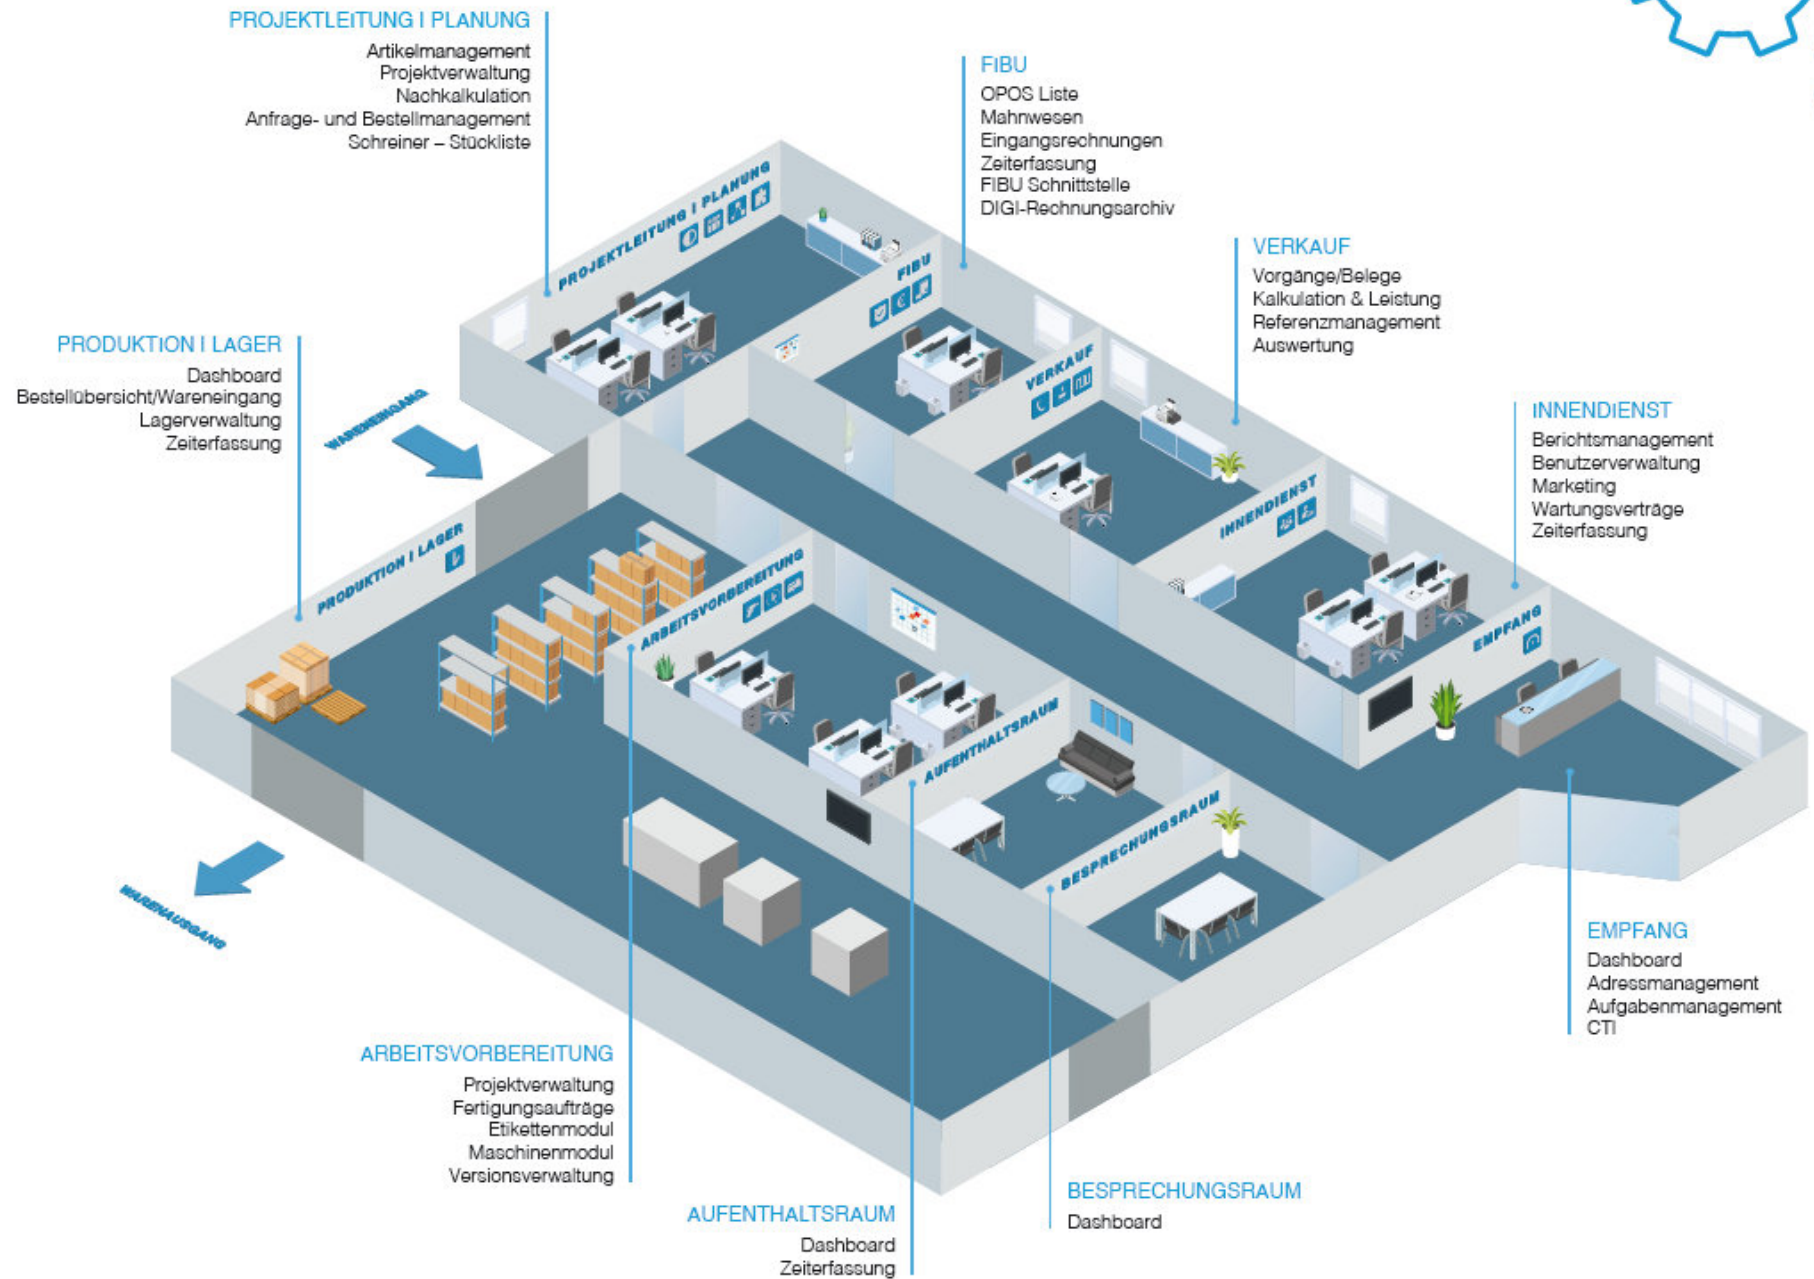 PROJEKTLEITUNG I PLANUNG
Artikelmanagement
Projektverwaltung
Nachkalkulation
Anfrage- und Bestellmanagement
Schreiner – Stückliste
FIBU
OPOS Liste
Mahnwesen
Eingangsrechnungen
Zeiterfassung
FIBU Schnittstelle
DIGI-Rechnungsarchiv
VERKAUF
Vorgänge/Belege
Kalkulation & Leistung
Referenzmanagement
Auswertung
PRODUKTION I LAGER
Dashboard
Bestellübersicht/Wareneingang
Lagerverwaltung
Zeiterfassung
INNENDIENST
Berichtsmanagement
Benutzerverwaltung
Marketing
Wartungsverträge
Zeiterfassung
PROJEKTLEITUNG I PLANUNG
FIBU
VERKAUF
INNENDIENST
EMPFANG
WARENEINGANG
PRODUKTION I LAGER
ARBEITSVORBEREITUNG
AUFENTHALTSRAUM
BESPRECHUNGSRAUM
WARENAUSGANG
EMPFANG
Dashboard
Adressmanagement
Aufgabenmanagement
CTI
ARBEITSVORBEREITUNG
Projektverwaltung
Fertigungsaufträge
Etikettenmodul
Maschinenmodul
Versionsverwaltung
AUFENTHALTSRAUM
Dashboard
Zeiterfassung
BESPRECHUNGSRAUM
Dashboard